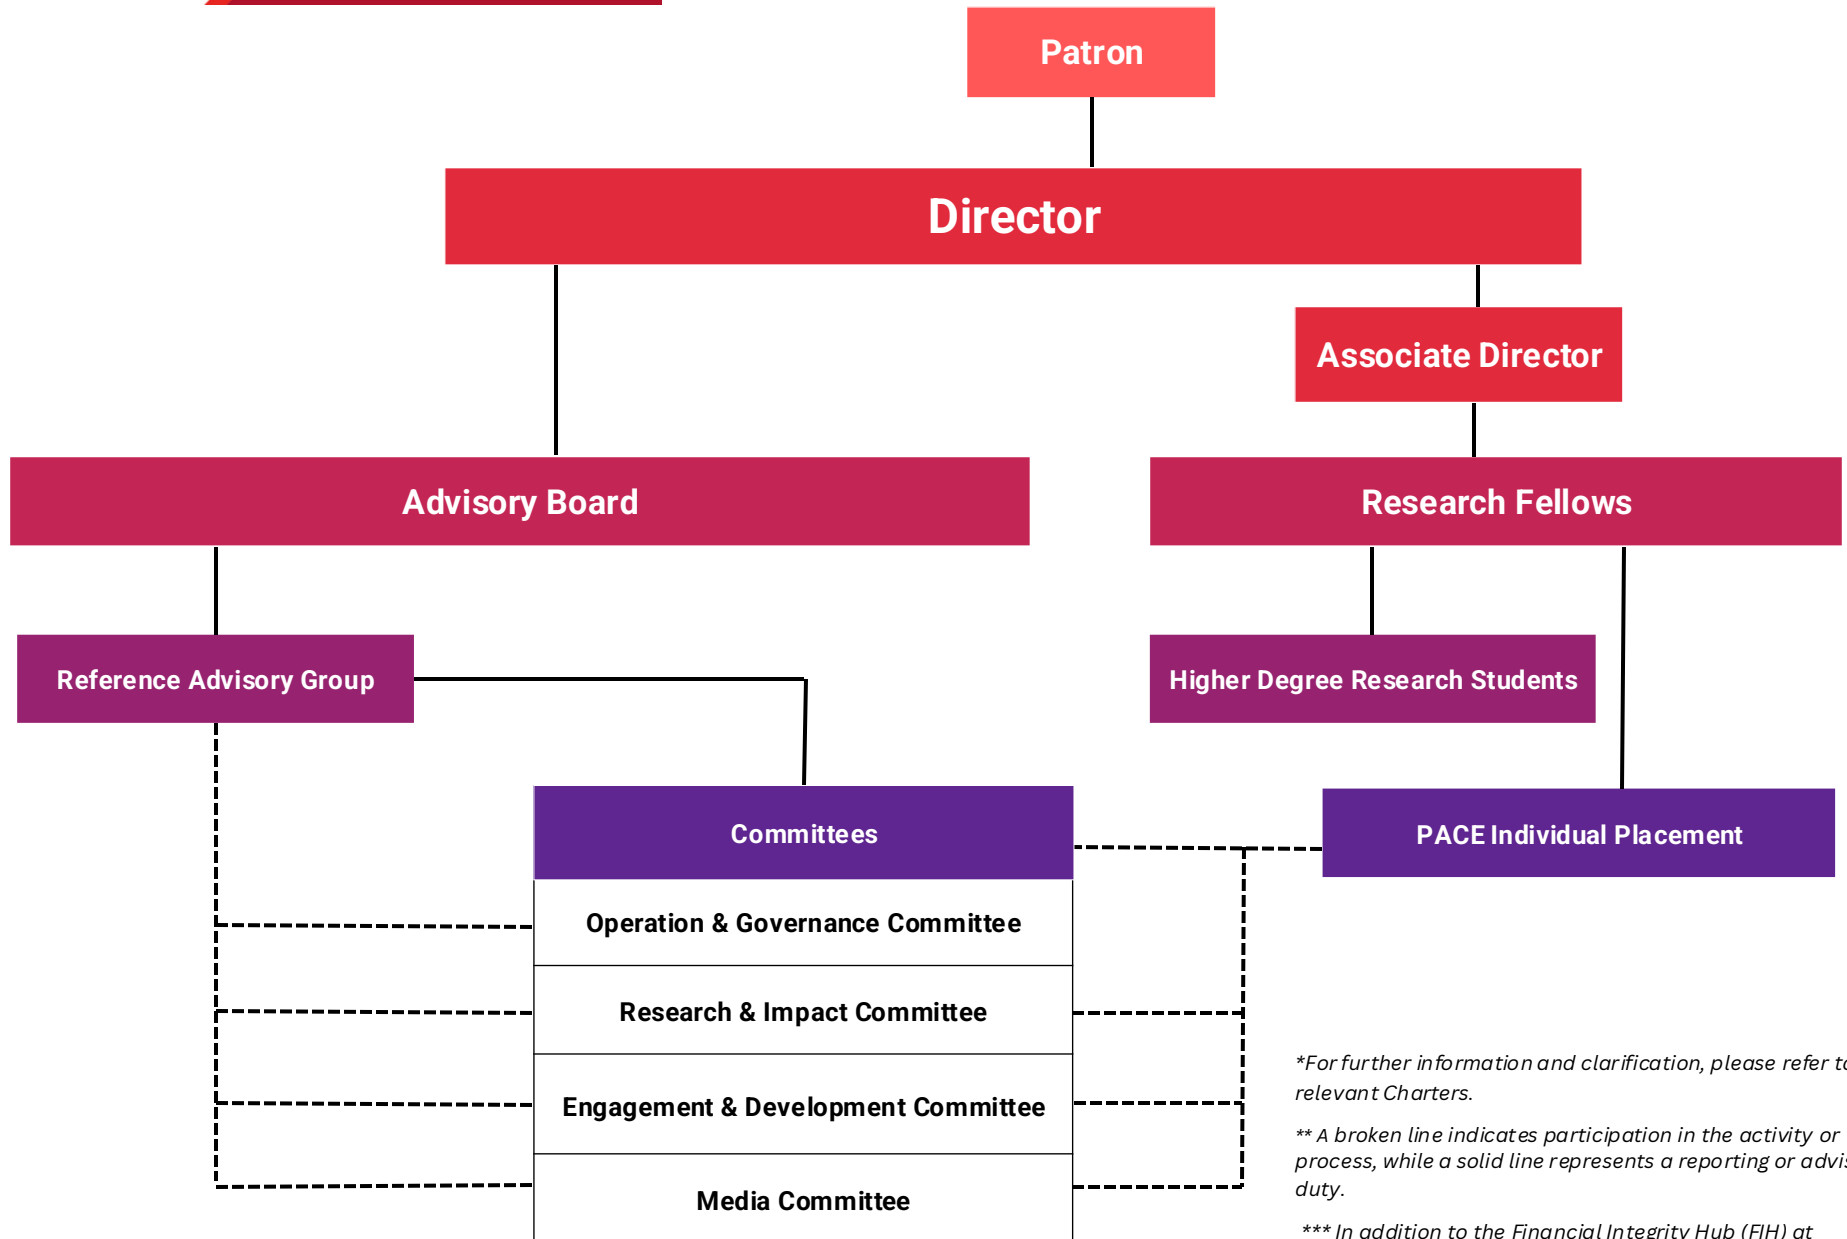 Patron
Director
Associate Director
Advisory Board
Research Fellows
Reference Advisory Group
Higher Degree Research Students
Committees
PACE Individual Placement
Operation & Governance Committee
Research & Impact Committee
Engagement & Development Committee
Media Committee
*For further information and clarification, please refer to
relevant Charters.
** A broken line indicates participation in the activity or
process, while a solid line represents a reporting or advis
duty.
*** In addition to the Financial Integrity Hub (FIH) at